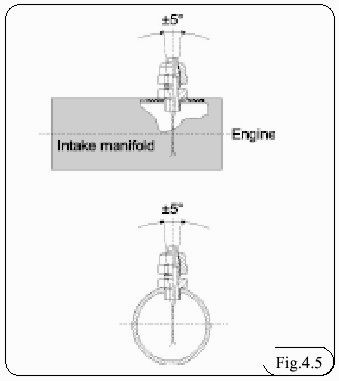 ±5°
Engine
Intake manifold
±5°
Fig.4.5